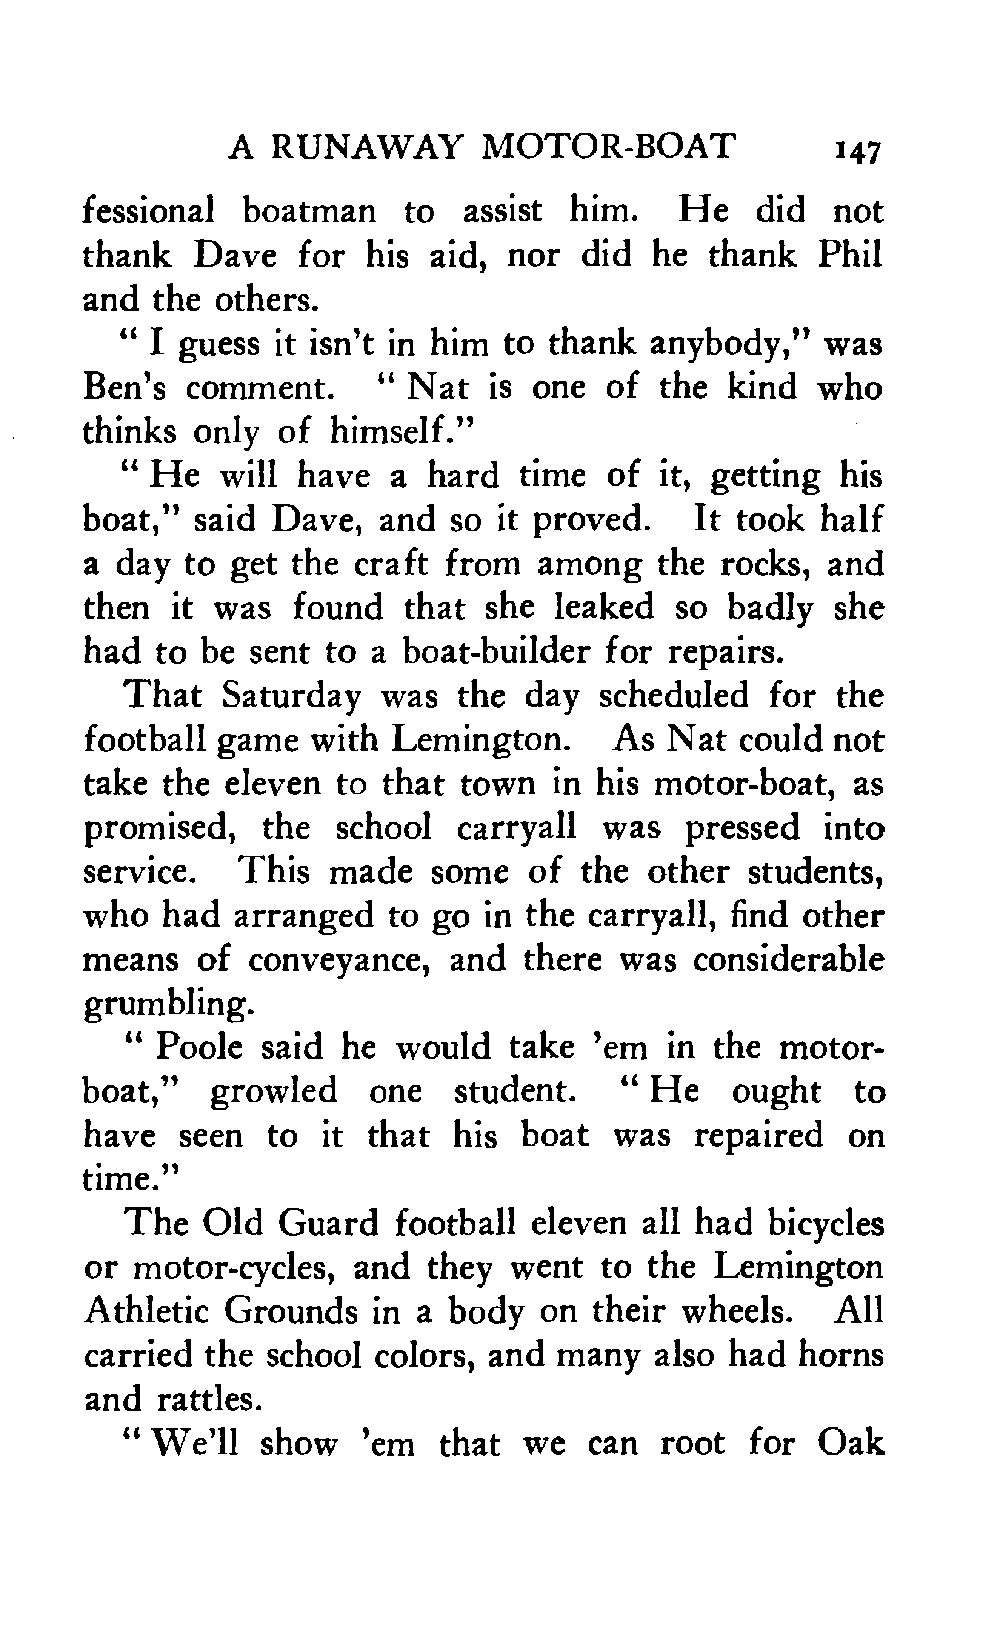 A RUNAWAY MOTOR-BOAT 147
fessional boatman to assist him. He did not
thank Dave for his aid, nor did he thank Phil
and the others.
“ I guess it isn’t in him to thank anybody,” was
Ben’s comment. “ Nat is one of the kind who
thinks only of himself.”
“ He will have a hard time of it, getting his
boat,” said Dave, and so it proved. It took half
a day to get the craft from among the rocks, and
then it was found that she leaked so badly she
had to be sent to a boat-builder for repairs.
That Saturday was the day scheduled for the
football game with Lemington. As Nat could not
take the eleven to that town in his motor-boat, as
promised, the school carryall was pressed into
service. This made some of the other students,
who had arranged to go in the carryall, find other
means of conveyance, and there was considerable
grumbling.
“ Poole said he would take ’em in the motor-
boat,” growled one student. “ He ought to
have seen to it that his boat was repaired on
time.”
The Old Guard football eleven all had bicycles
or motor-cycles, and they went to the Lemington
Athletic Grounds in a body on their wheels. All
carried the school colors, and many also had horns
and rattles.
“ We’ll show ’em that we can root for Oak